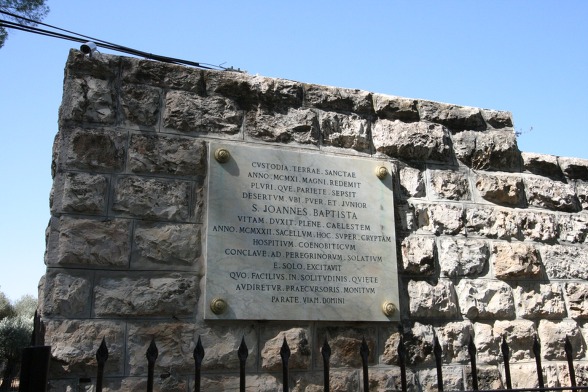 CVSTODIA TERRAE. SANCTAE
ANNO. MCMXI. MAGNI. REDEMIT
PLVRI. QVE. PARIETE. SEPSIT
DESERTVM. VBI. PVER. ET. JVNIOR
S. JOANNES. BAPTISTA
VITAM. DVXIT. PLENE. CAELESTEM
ANNO. MCMXXII. SACELLVM. HOC. SVPER. CRYPTAM
HOSPITIVM. COENOBITICVM
CONCLAVE. AD. PEREGRINORVM. SOLATIVM
E. SOLO. EXCITAVIT
QVO. FACILIVS. IN. SOLITVDINIS. QVIETE
AVDIRETVR. PRAECVRSORIS. MONITVM
PARATE. VIAM. DOMINI